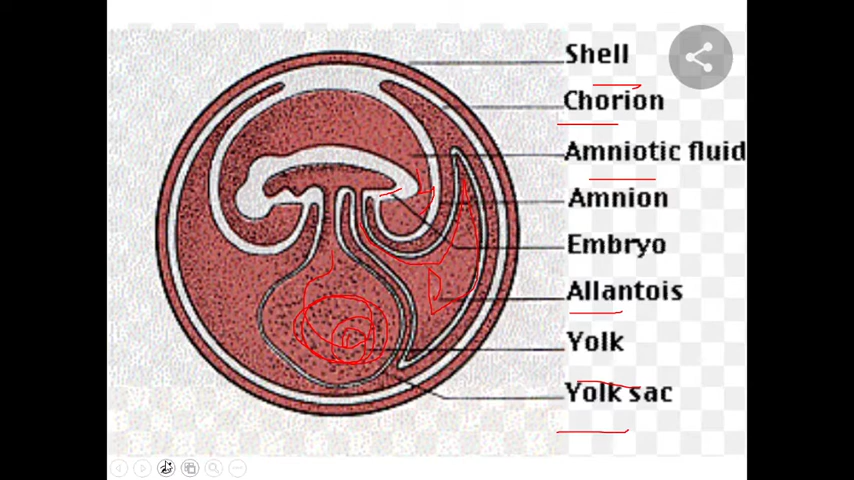 Shell
Chorion
Amniotic fluid
Amnion
Embryo
Allantois
Yolk
Yolk sac